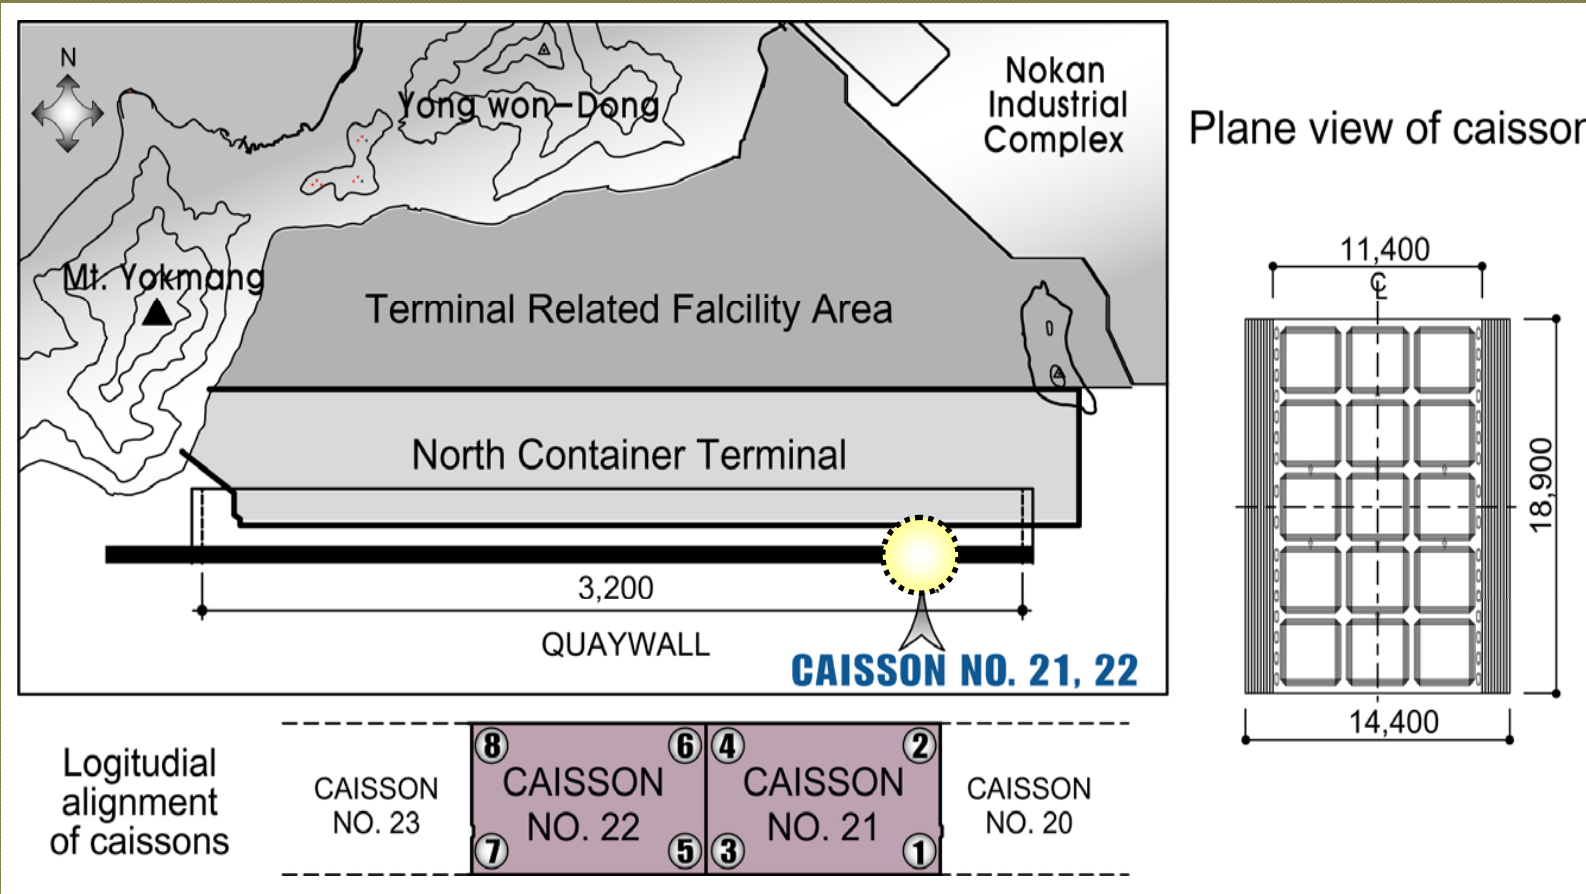 N
Yong won-Dong
Nokan
Industrial
Complex
Mt. Yokmang
Terminal Related Falcility Area
North Container Terminal
3,200
QUAYWALL
CAISSON NO. 21, 22
Plane view of caisson
11,400
℄
18,900
14,400
Logitudial
alignment
of caissons
CAISSON
NO. 23
8 6
CAISSON
NO. 22
7 5
4 2
CAISSON
NO. 21
3 1
CAISSON
NO. 20